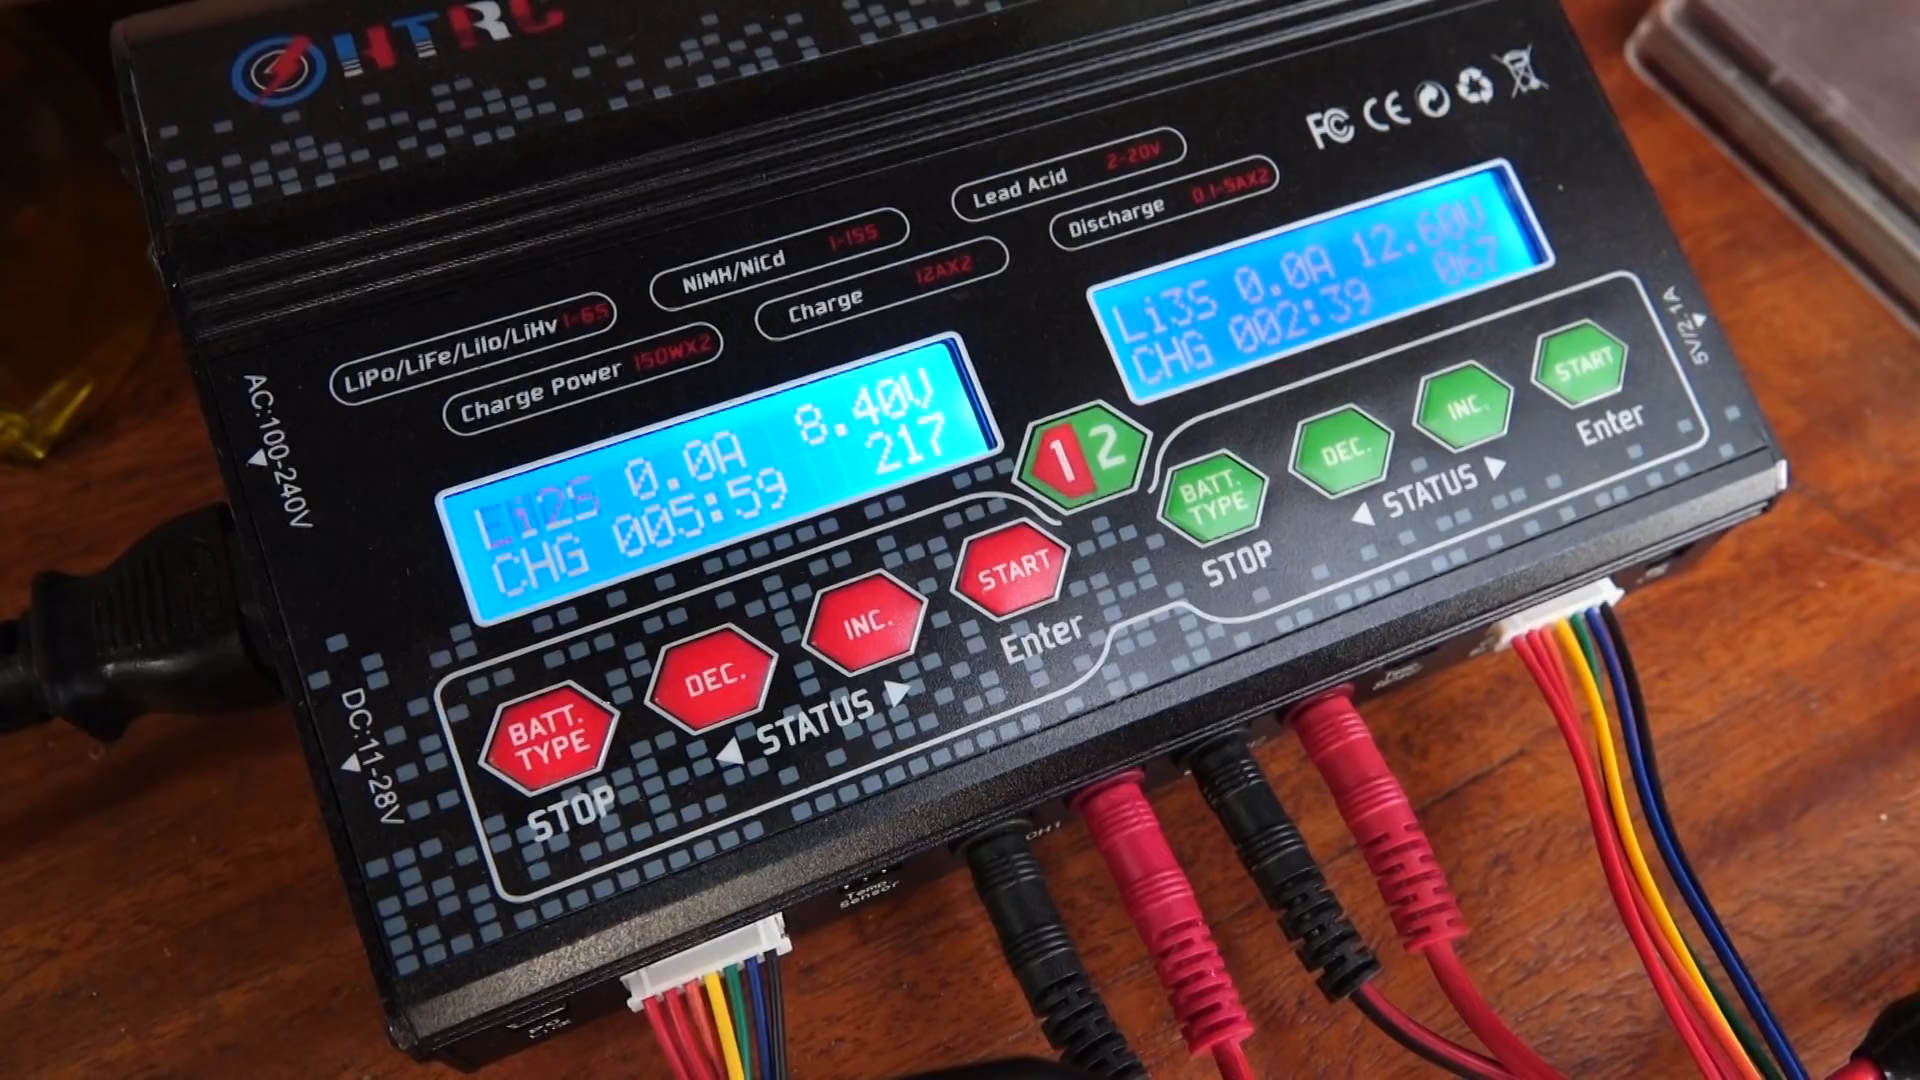 HTRC
FC CE
Lead Acid 2-20V
Discharge 0.1-5AX2
NiMH/NiCd 1-15S
Charge 12AX2
LiPo/LiFe/LiIo/LiHv 1-6S
Charge Power 150WX2
AC:100-240V
DC:11-28V
5V/2.1A
Li2S 0.0A 8.40V
CHG 005:59 217
Li3S 0.0A 12.60V
CHG 002:39 067
1 2
BATT. TYPE
DEC.
INC.
START
STOP
STATUS
Enter
BATT. TYPE
DEC.
INC.
START
STOP
STATUS
Enter
CH1
Temp
Sensor